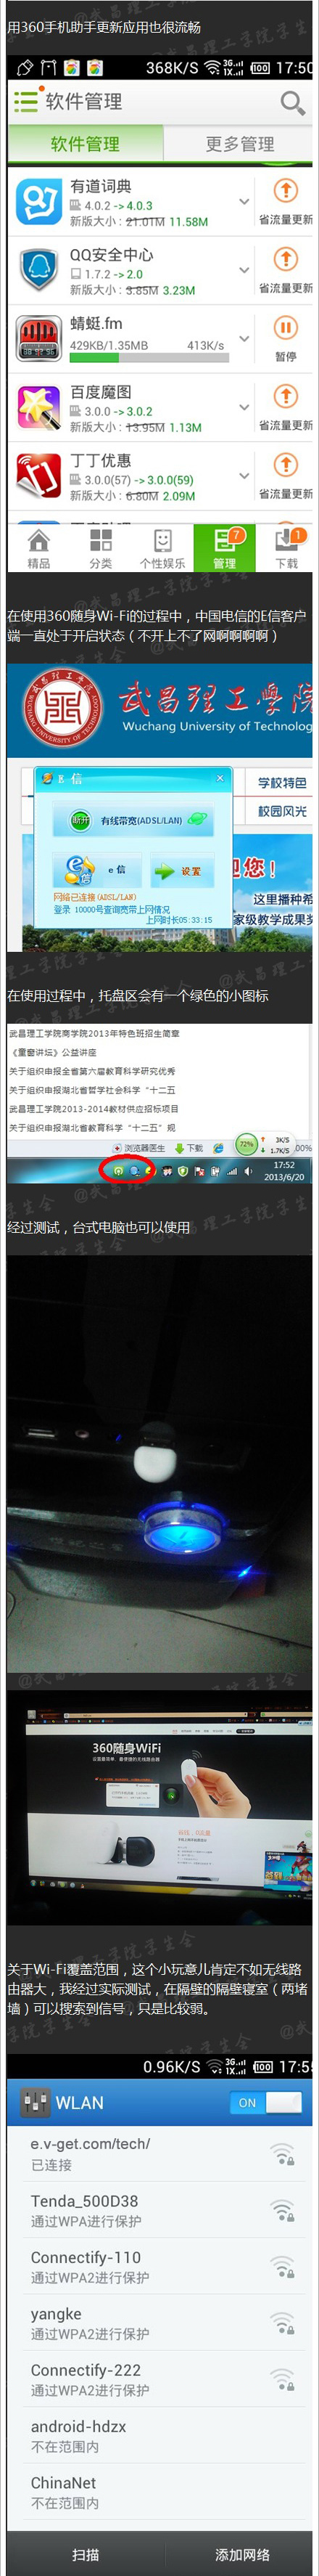 用360手机助手更新应用也很流畅
368K/S 3G 1X 100 17:50
软件管理
软件管理 更多管理
有道词典
4.0.2 -> 4.0.3
新版大小：21.01M 11.58M
省流量更新
QQ安全中心
1.7.2 -> 2.0
新版大小：3.85M 3.23M
省流量更新
蜻蜓.fm
429KB/1.35MB 413K/s
暂停
百度魔图
3.0.0 -> 3.0.2
新版大小：13.95M 1.13M
省流量更新
丁丁优惠
3.0.0(57) -> 3.0.0(59)
新版大小：6.80M 2.09M
省流量更新
7 1
精品 分类 个性娱乐 管理 下载
在使用360随身Wi-Fi的过程中，中国电信的E信客户
端一直处于开启状态（不开上不了网啊啊啊啊）
武昌理工学院
Wuchang University of Technology
E 信
学校特色
断开 有线带宽(ADSL/LAN)
校园风光
e 信 设置
迎您！
这里播种希
网络已连接(ADSL/LAN)
登录 10000号查询宽带上网情况
上网时长05:33:15
家级教学成果奖
在使用过程中，托盘区会有一个绿色的小图标
武昌理工学院商学院2013年特色班招生简章
《童窗讲坛》公益讲座
关于组织申报全省第六届教育科学研究优秀
关于组织申报湖北省哲学社会科学“十二五
武昌理工学院2013-2014教材供应招标项目
关于组织申报湖北省教育科学“十二五”规
浏览器医生 下载 72% 3K/S 1.7K/S 00%
17:52
2013/6/20
经过测试，台式电脑也可以使用
360随身WiFi
关于Wi-Fi覆盖范围，这个小玩意儿肯定不如无线路
由器大，我经过实际测试，在隔壁的隔壁寝室（两堵
墙）可以搜索到信号，只是比较弱。
0.96K/S 3G 1X 100 17:55
WLAN ON
e.v-get.com/tech/
已连接
Tenda_500D38
通过WPA进行保护
Connectify-110
通过WPA2进行保护
yangke
通过WPA2进行保护
Connectify-222
通过WPA2进行保护
android-hdzx
不在范围内
ChinaNet
不在范围内
扫描 添加网络
@武昌理工学院学生会